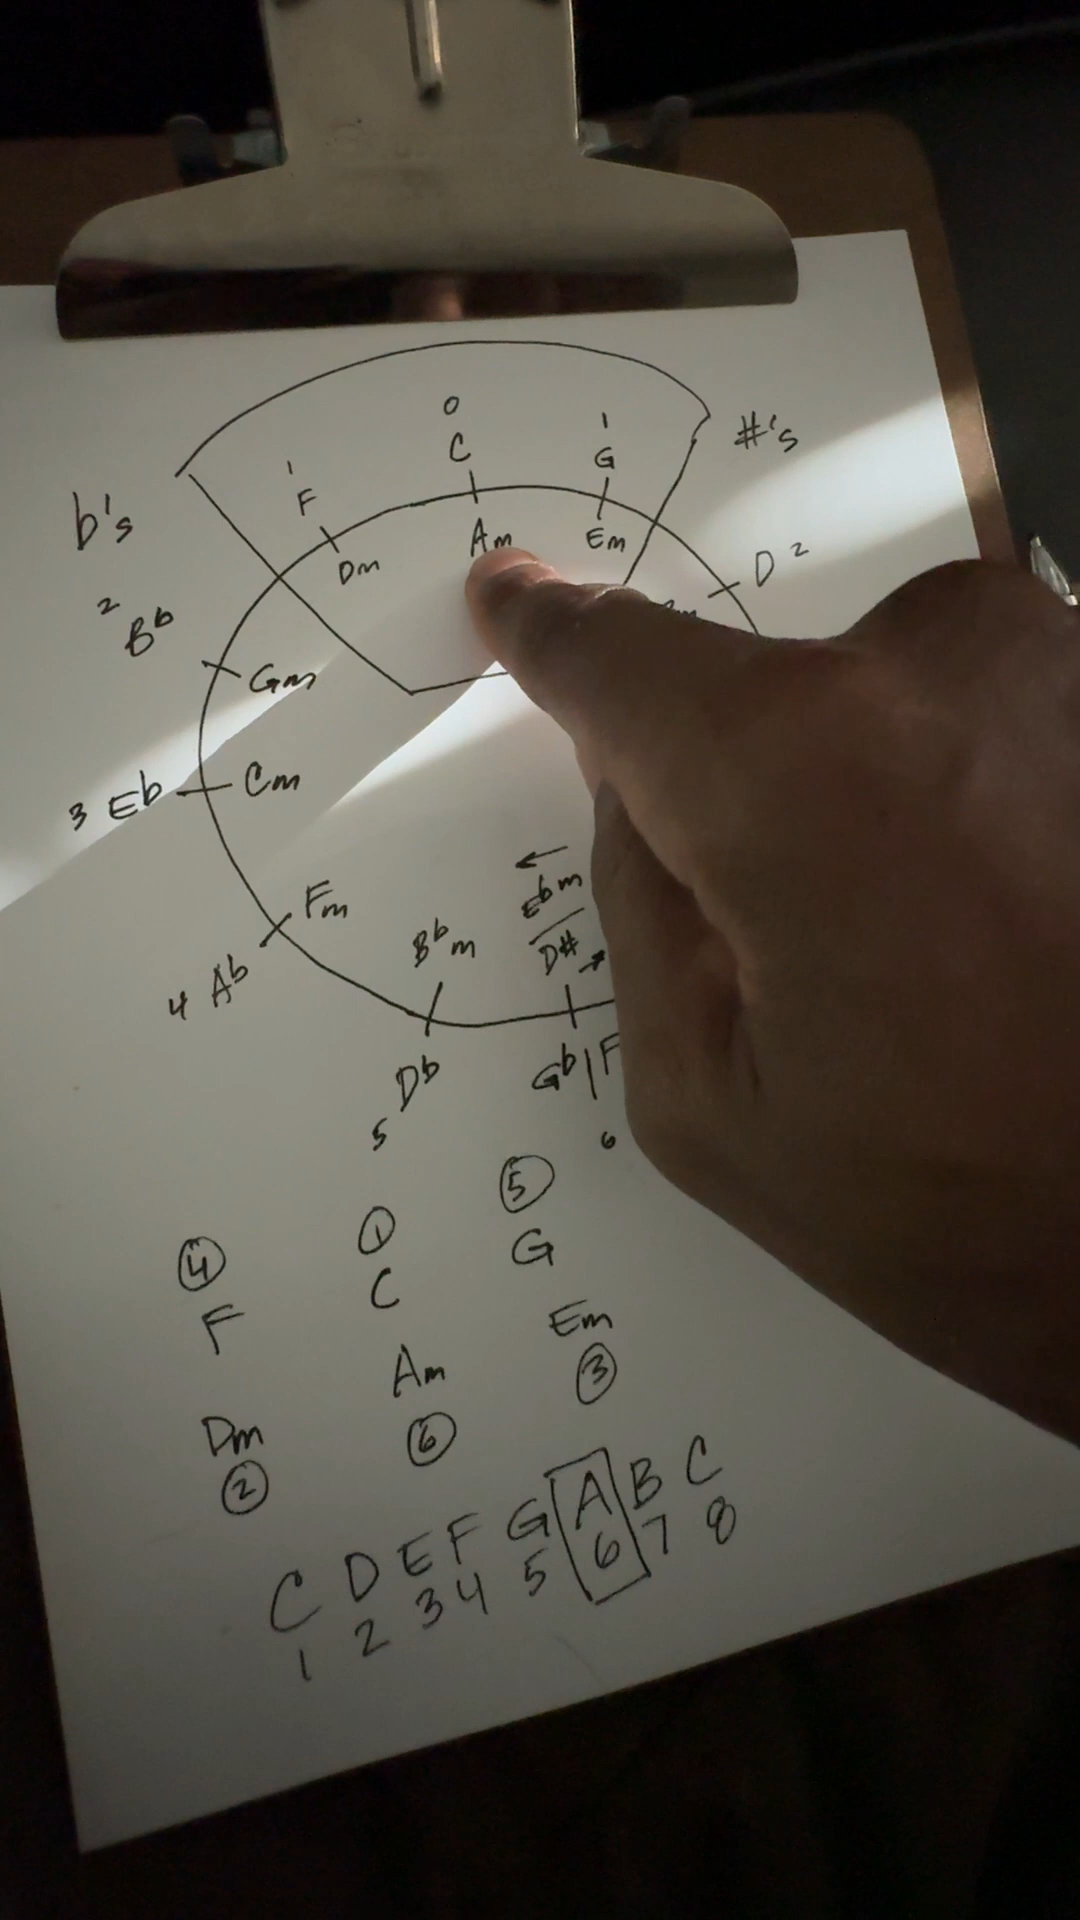 0
1 C 1
F G #'s
b's
Dm Am Em
D 2
2 Bb
Gm
3 Eb Cm
Fm
Ebm
Bbm D#
4 Ab
Db Gb/F
5 6
4 1 5
F C G
Dm Am Em
2 6 3
C D E F G A B C
1 2 3 4 5 6 7 8